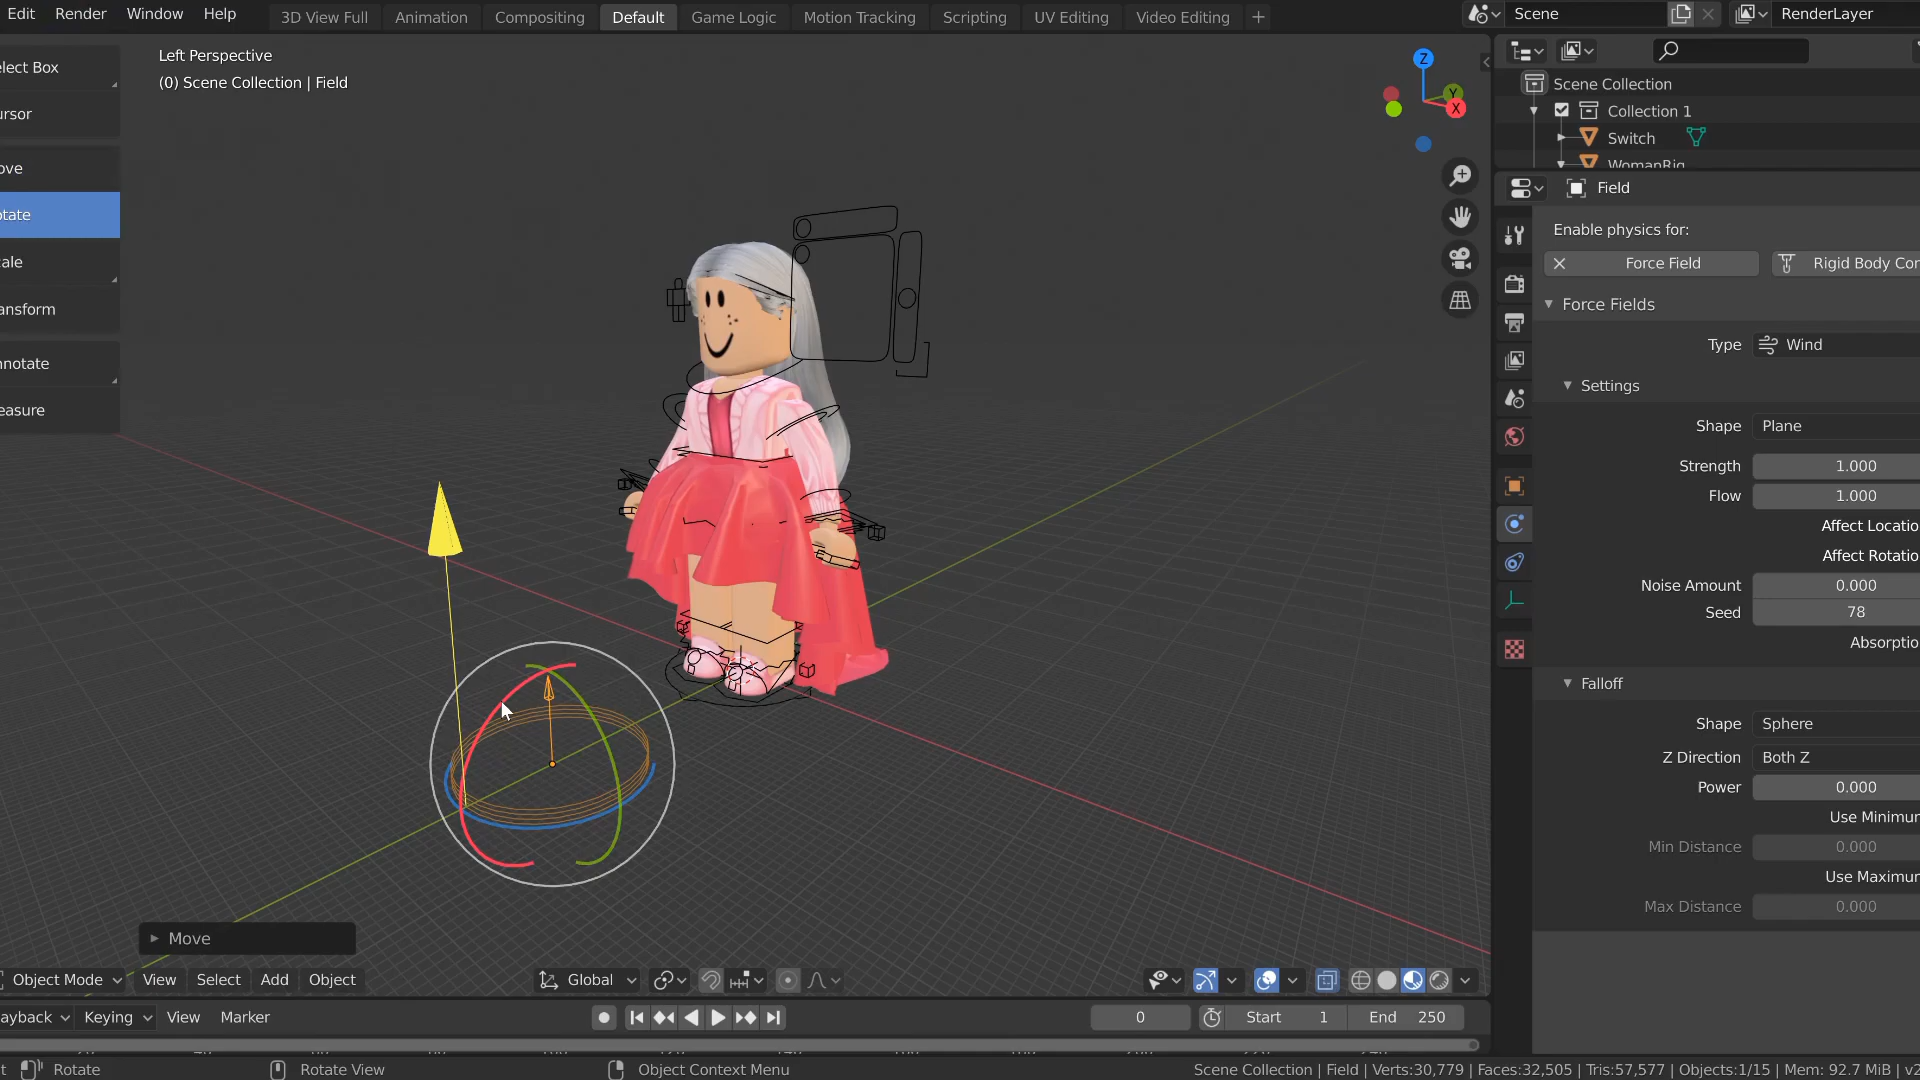 Edit Render Window Help 3D View Full Animation Compositing Default Game Logic Motion Tracking Scripting UV Editing Video Editing + Scene RenderLayer
Left Perspective
(0) Scene Collection | Field
elect Box
ursor
ove
otate
cale
ansform
nnotate
easure
Z
Y
X
Scene Collection
Collection 1
Switch
WomanRig
Field
Enable physics for:
Force Field Rigid Body Con
Force Fields
Type Wind
Settings
Shape Plane
Strength 1.000
Flow 1.000
Affect Locatio
Affect Rotatio
Noise Amount 0.000
Seed 78
Absorptio
Falloff
Shape Sphere
Z Direction Both Z
Power 0.000
Use Minimur
Min Distance 0.000
Use Maximur
Max Distance 0.000
Move
Object Mode View Select Add Object Global
ayback Keying View Marker 0 Start 1 End 250
t Rotate Rotate View Object Context Menu Scene Collection | Field | Verts:30,779 | Faces:32,505 | Tris:57,577 | Objects:1/15 | Mem: 92.7 MiB | v2